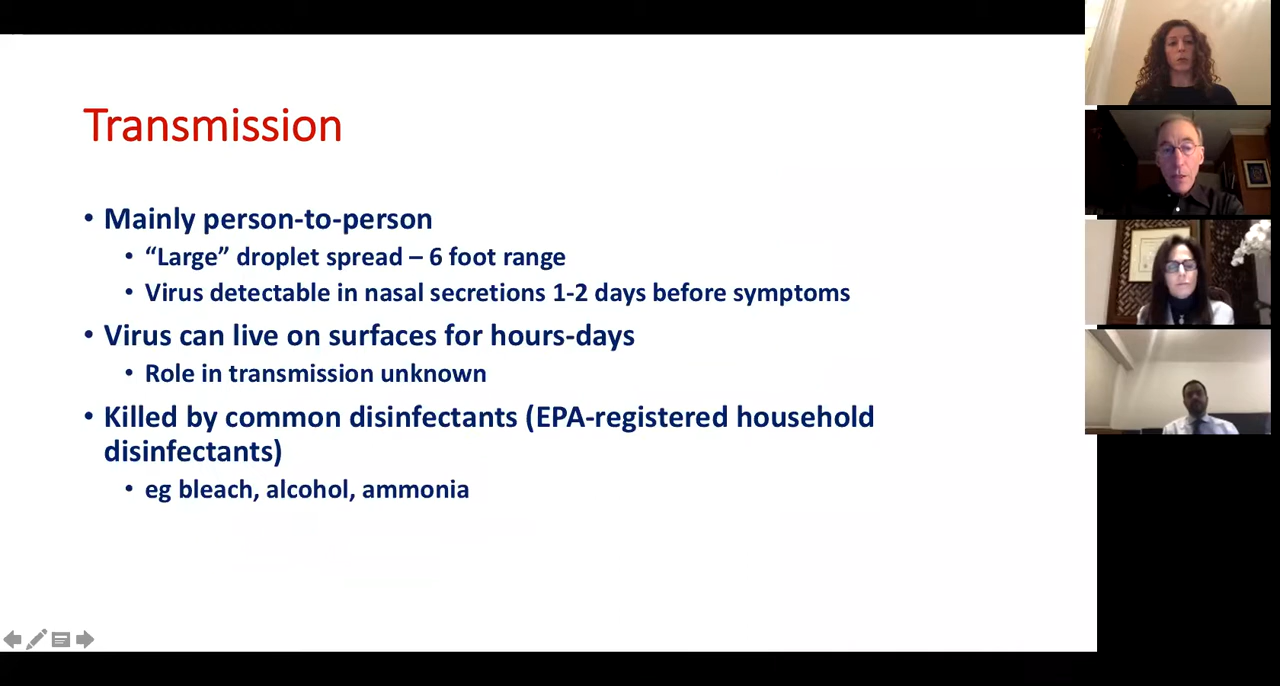 Transmission
• Mainly person-to-person
• “Large” droplet spread – 6 foot range
• Virus detectable in nasal secretions 1-2 days before symptoms
• Virus can live on surfaces for hours-days
• Role in transmission unknown
• Killed by common disinfectants (EPA-registered household
disinfectants)
• eg bleach, alcohol, ammonia